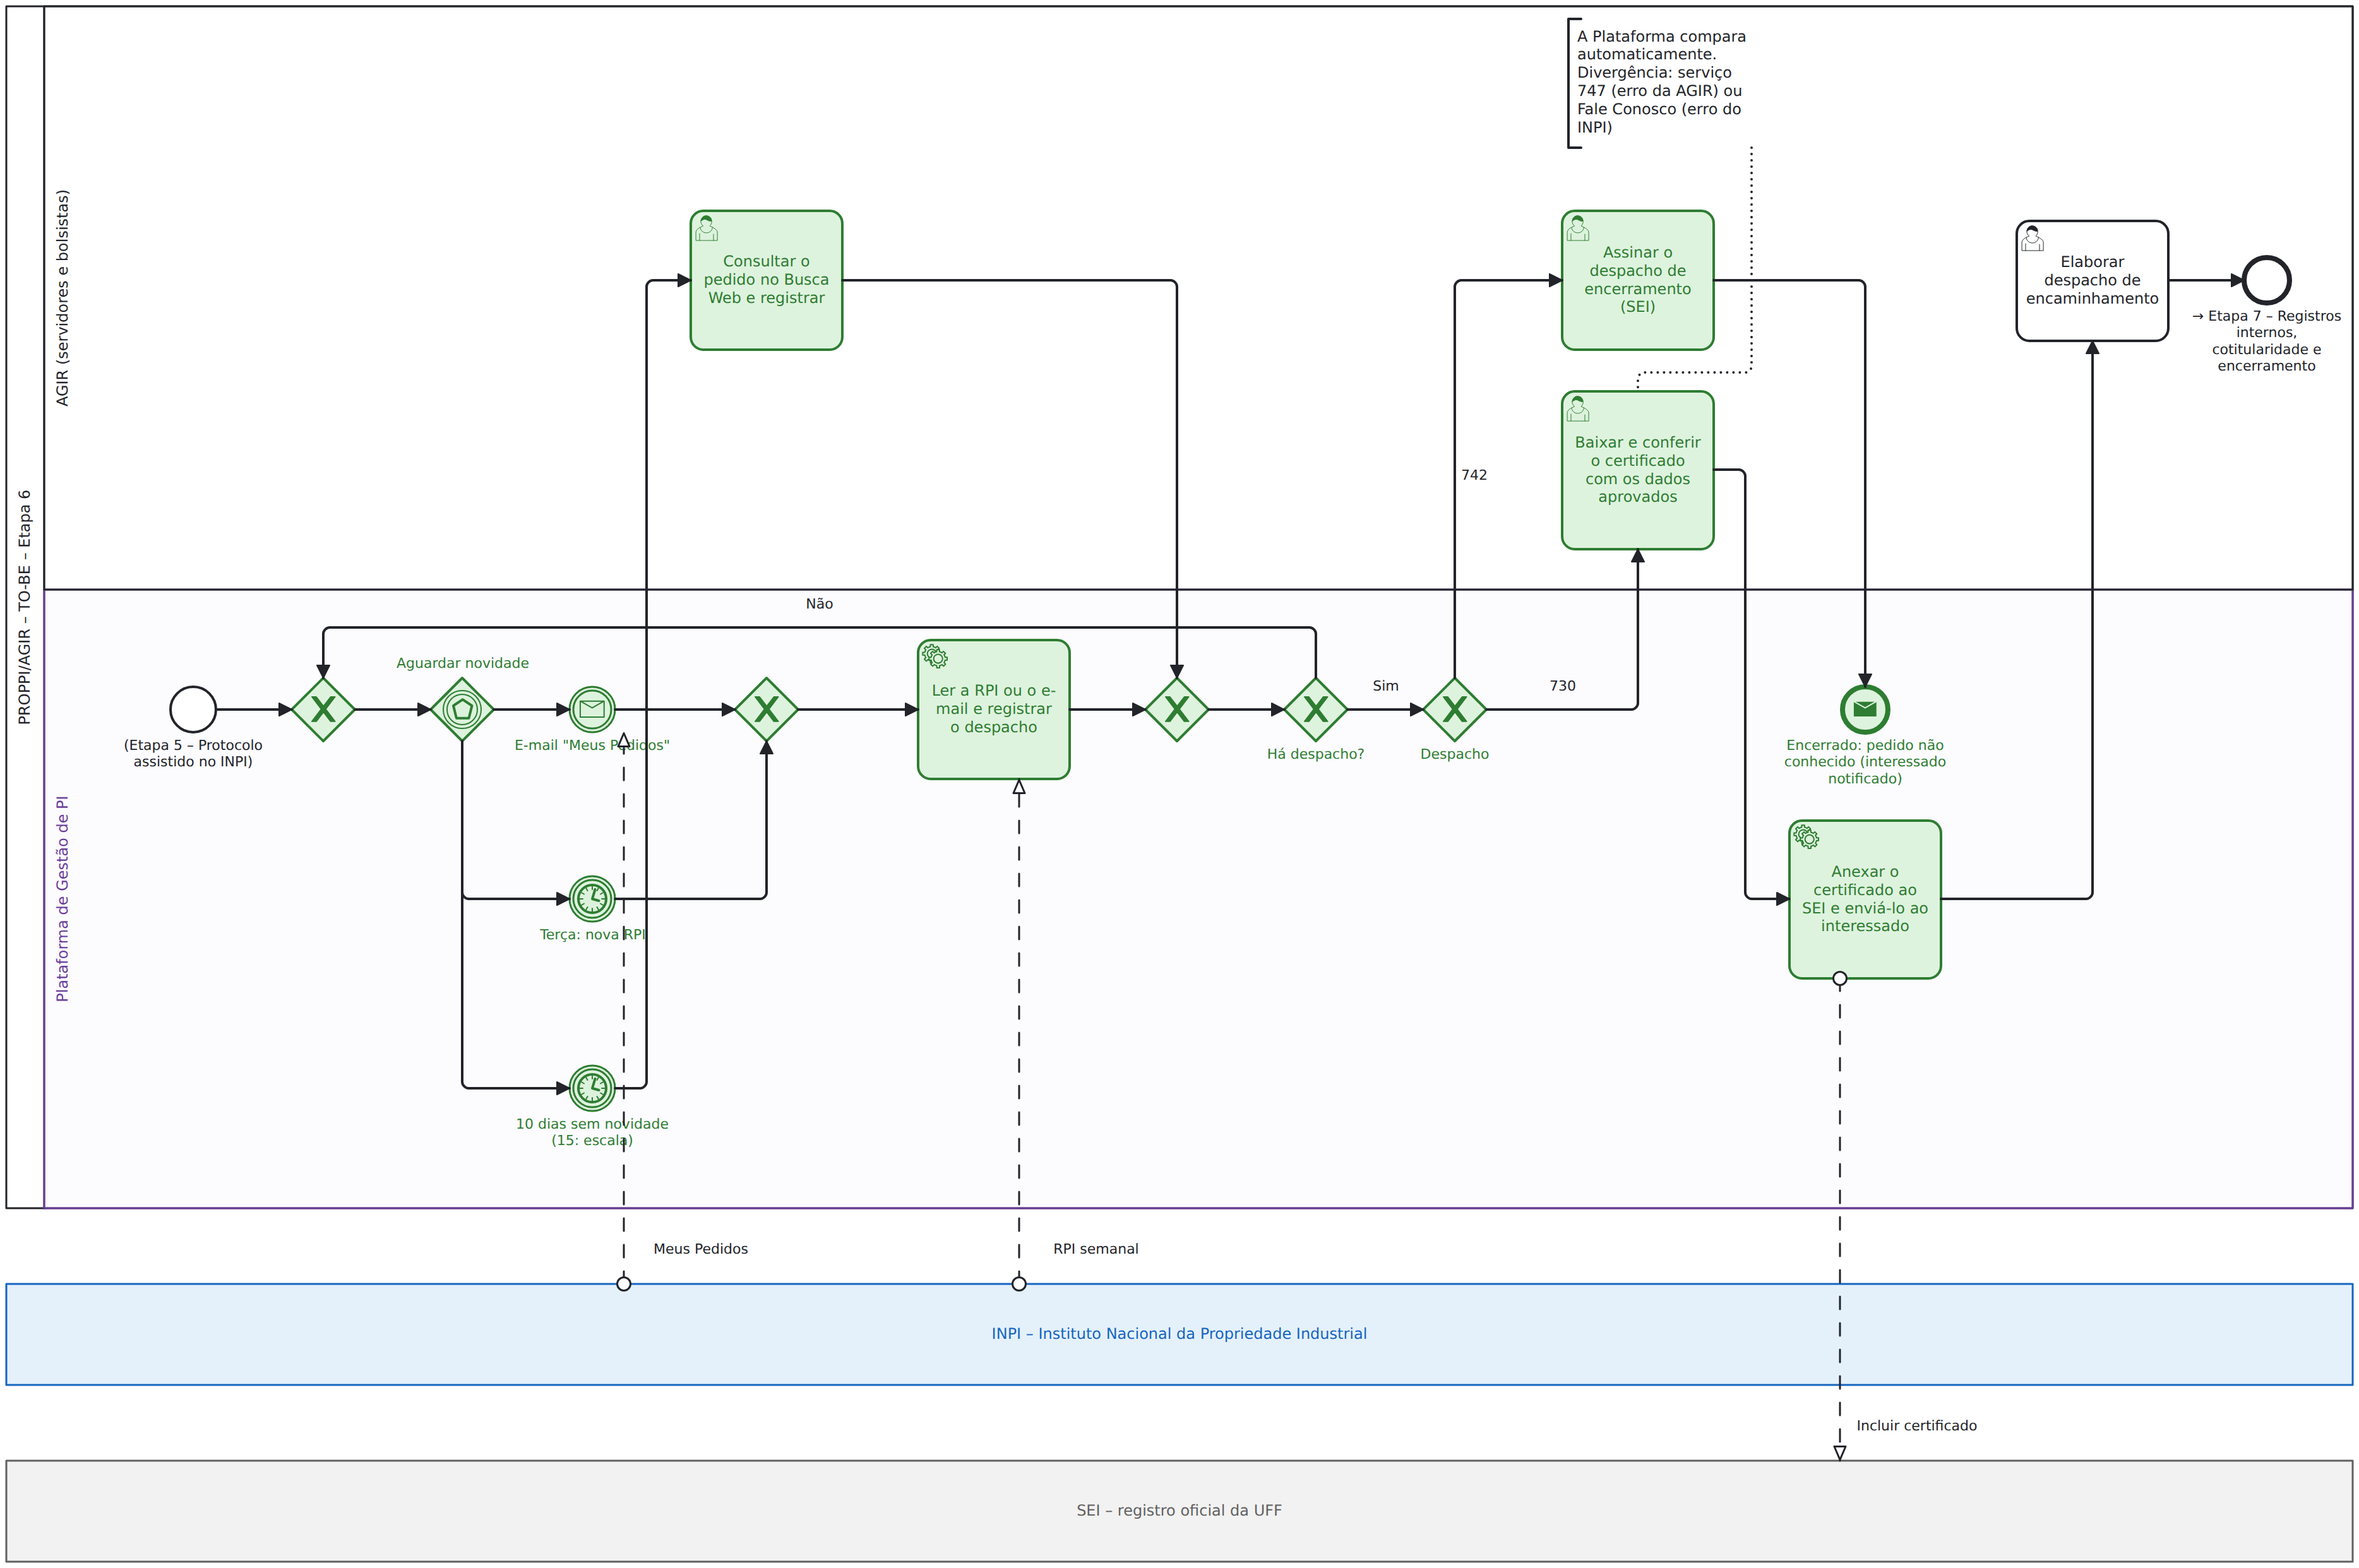 PROPPI/AGIR – TO-BE – Etapa 6
AGIR (servidores e bolsistas)
A Plataforma compara
automaticamente.
Divergência: serviço
747 (erro da AGIR) ou
Fale Conosco (erro do
INPI)
Consultar o
pedido no Busca
Web e registrar
Assinar o
despacho de
encerramento
(SEI)
Elaborar
despacho de
encaminhamento
→ Etapa 7 – Registros
internos,
cotitularidade e
encerramento
Baixar e conferir
o certificado
com os dados
aprovados
742
Plataforma de Gestão de PI
Não
Aguardar novidade
(Etapa 5 – Protocolo
assistido no INPI)
E-mail "Meus Pedidos"
Ler a RPI ou o e-
mail e registrar
o despacho
Há despacho?
Sim
Despacho
730
Encerrado: pedido não
conhecido (interessado
notificado)
Terça: nova RPI
Anexar o
certificado ao
SEI e enviá-lo ao
interessado
10 dias sem novidade
(15: escala)
Meus Pedidos
RPI semanal
INPI – Instituto Nacional da Propriedade Industrial
Incluir certificado
SEI – registro oficial da UFF